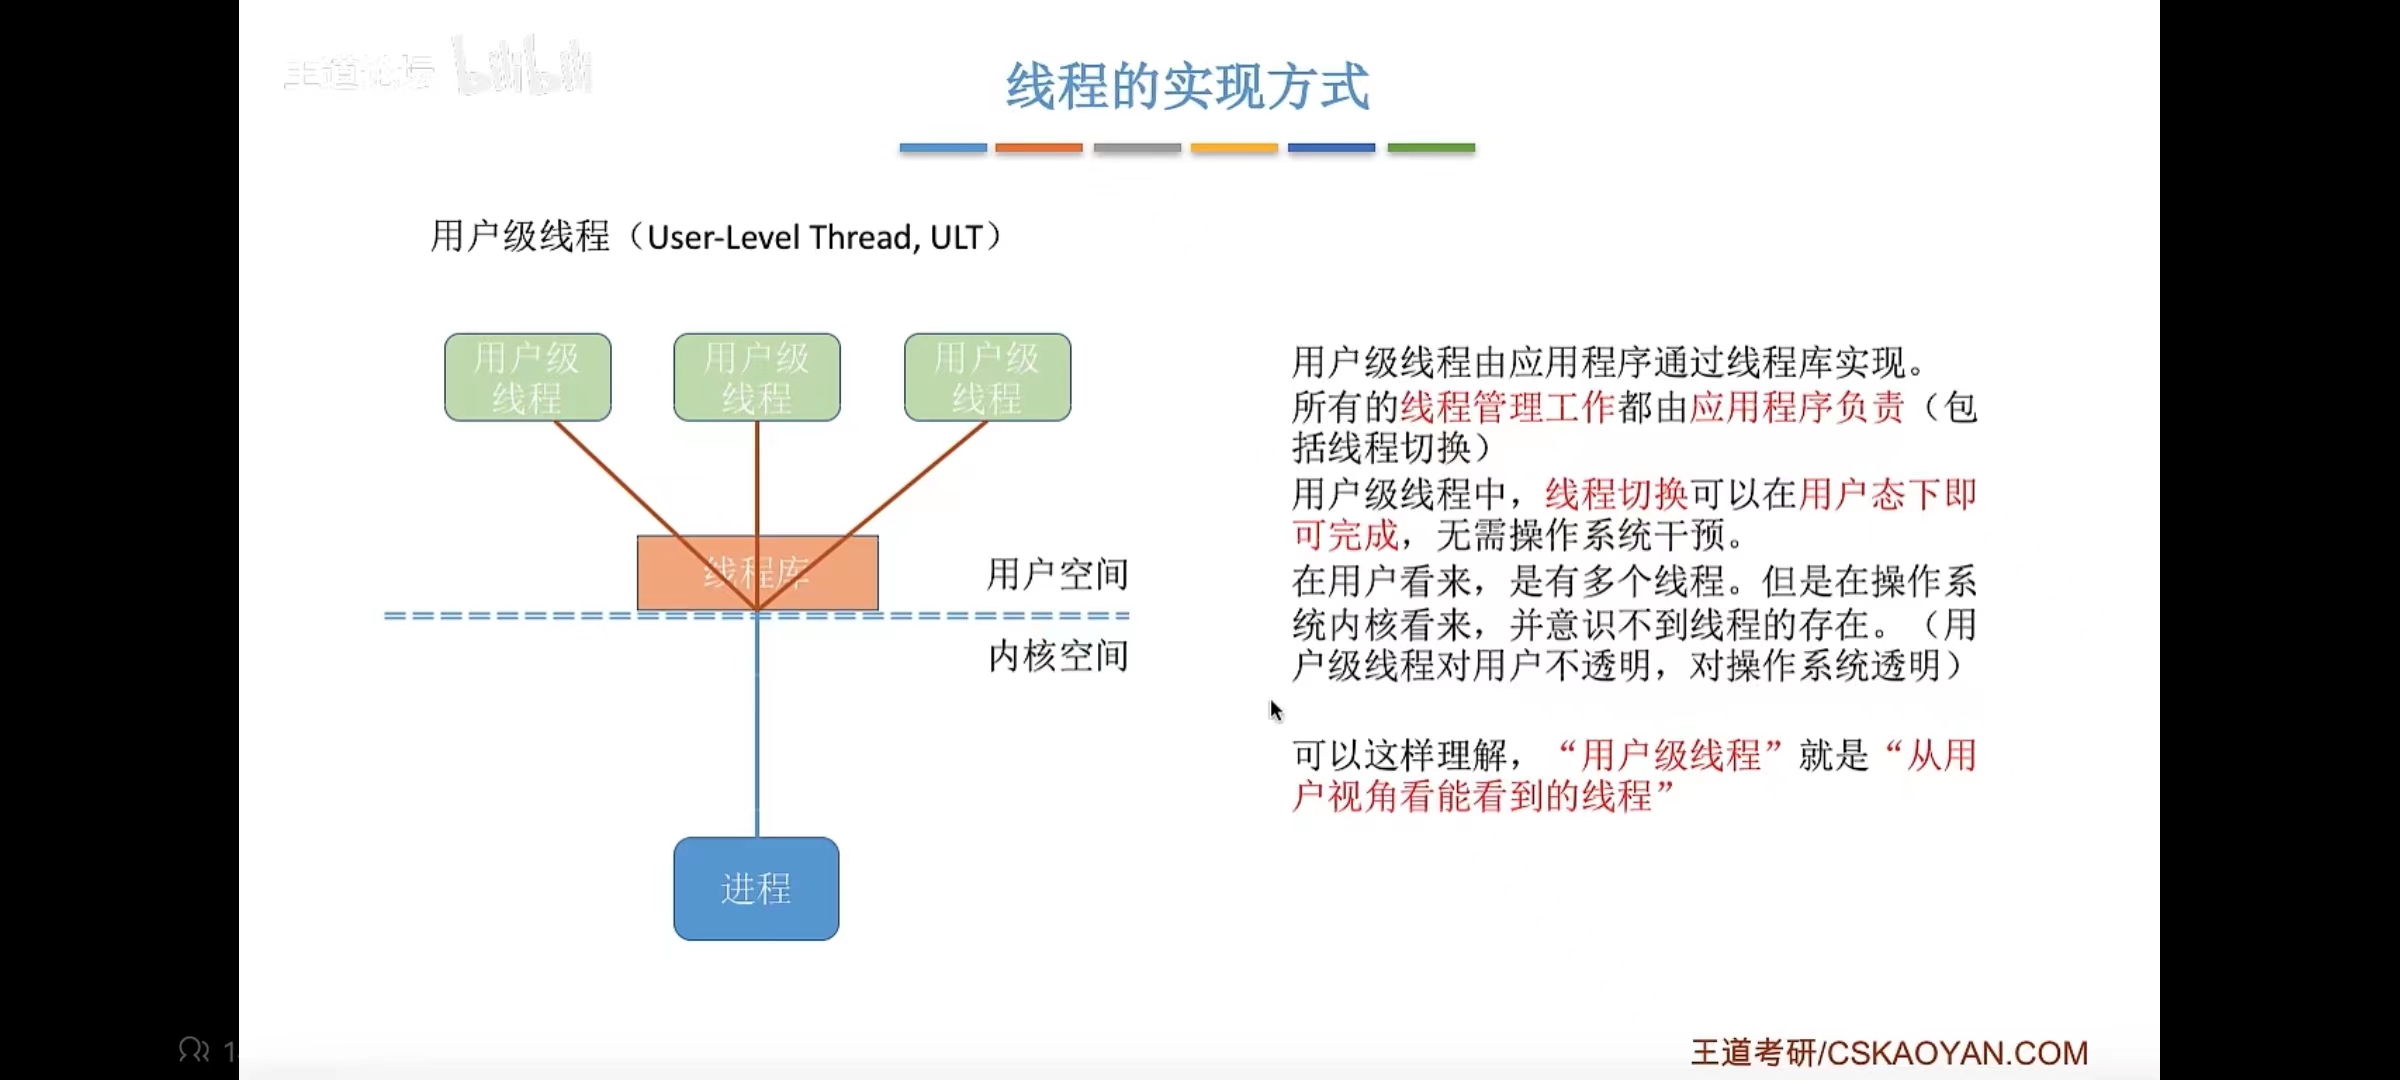 王道论坛 bilibili
线程的实现方式
用户级线程（User-Level Thread, ULT）
用户级
线程
用户级
线程
用户级
线程
线程库
用户空间
内核空间
进程
用户级线程由应用程序通过线程库实现。
所有的线程管理工作都由应用程序负责（包
括线程切换）
用户级线程中，线程切换可以在用户态下即
可完成，无需操作系统干预。
在用户看来，是有多个线程。但是在操作系
统内核看来，并意识不到线程的存在。（用
户级线程对用户不透明，对操作系统透明）
可以这样理解，“用户级线程”就是“从用
户视角看能看到的线程”
王道考研/CSKAOYAN.COM